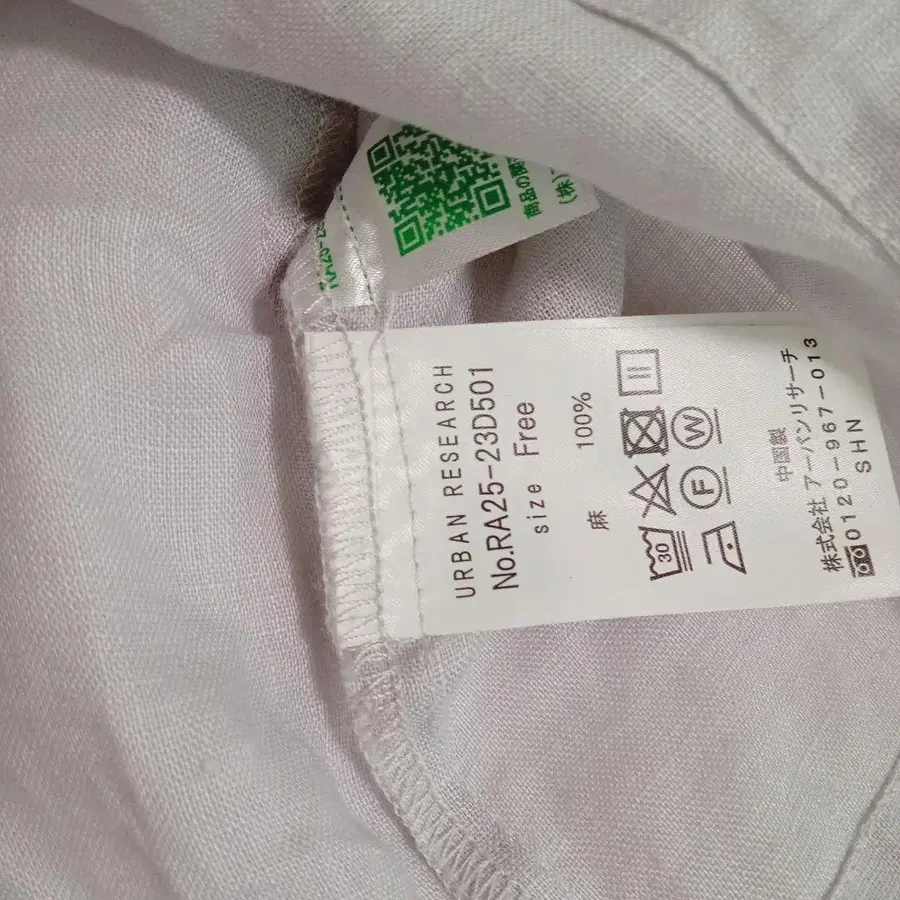 URBAN RESEARCH
No.RA25-23D501
size Free
麻 100%
30
F
W
中国製
株式会社 アーバンリサーチ
0120-967-013
SHN
商品の
(株)